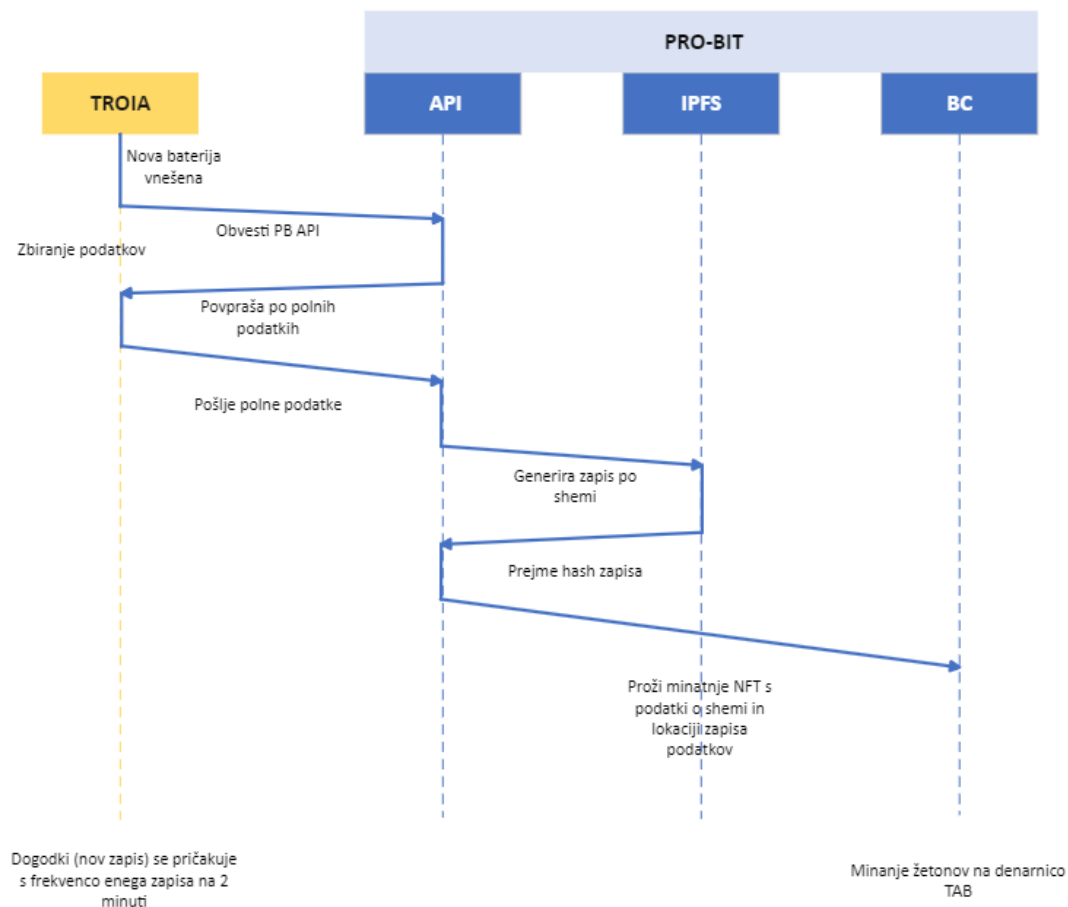 PRO-BIT
TROIA
API
IPFS
BC
Nova baterija
vnešena
Obvesti PB API
Zbiranje podatkov
Povpraša po polnih
podatkih
Pošlje polne podatke
Generira zapis po
shemi
Prejme hash zapisa
Proži minatnje NFT s
podatki o shemi in
lokaciji zapisa
podatkov
Dogodki (nov zapis) se pričakuje
s frekvenco enega zapisa na 2
minuti
Minanje žetonov na denarnico
TAB